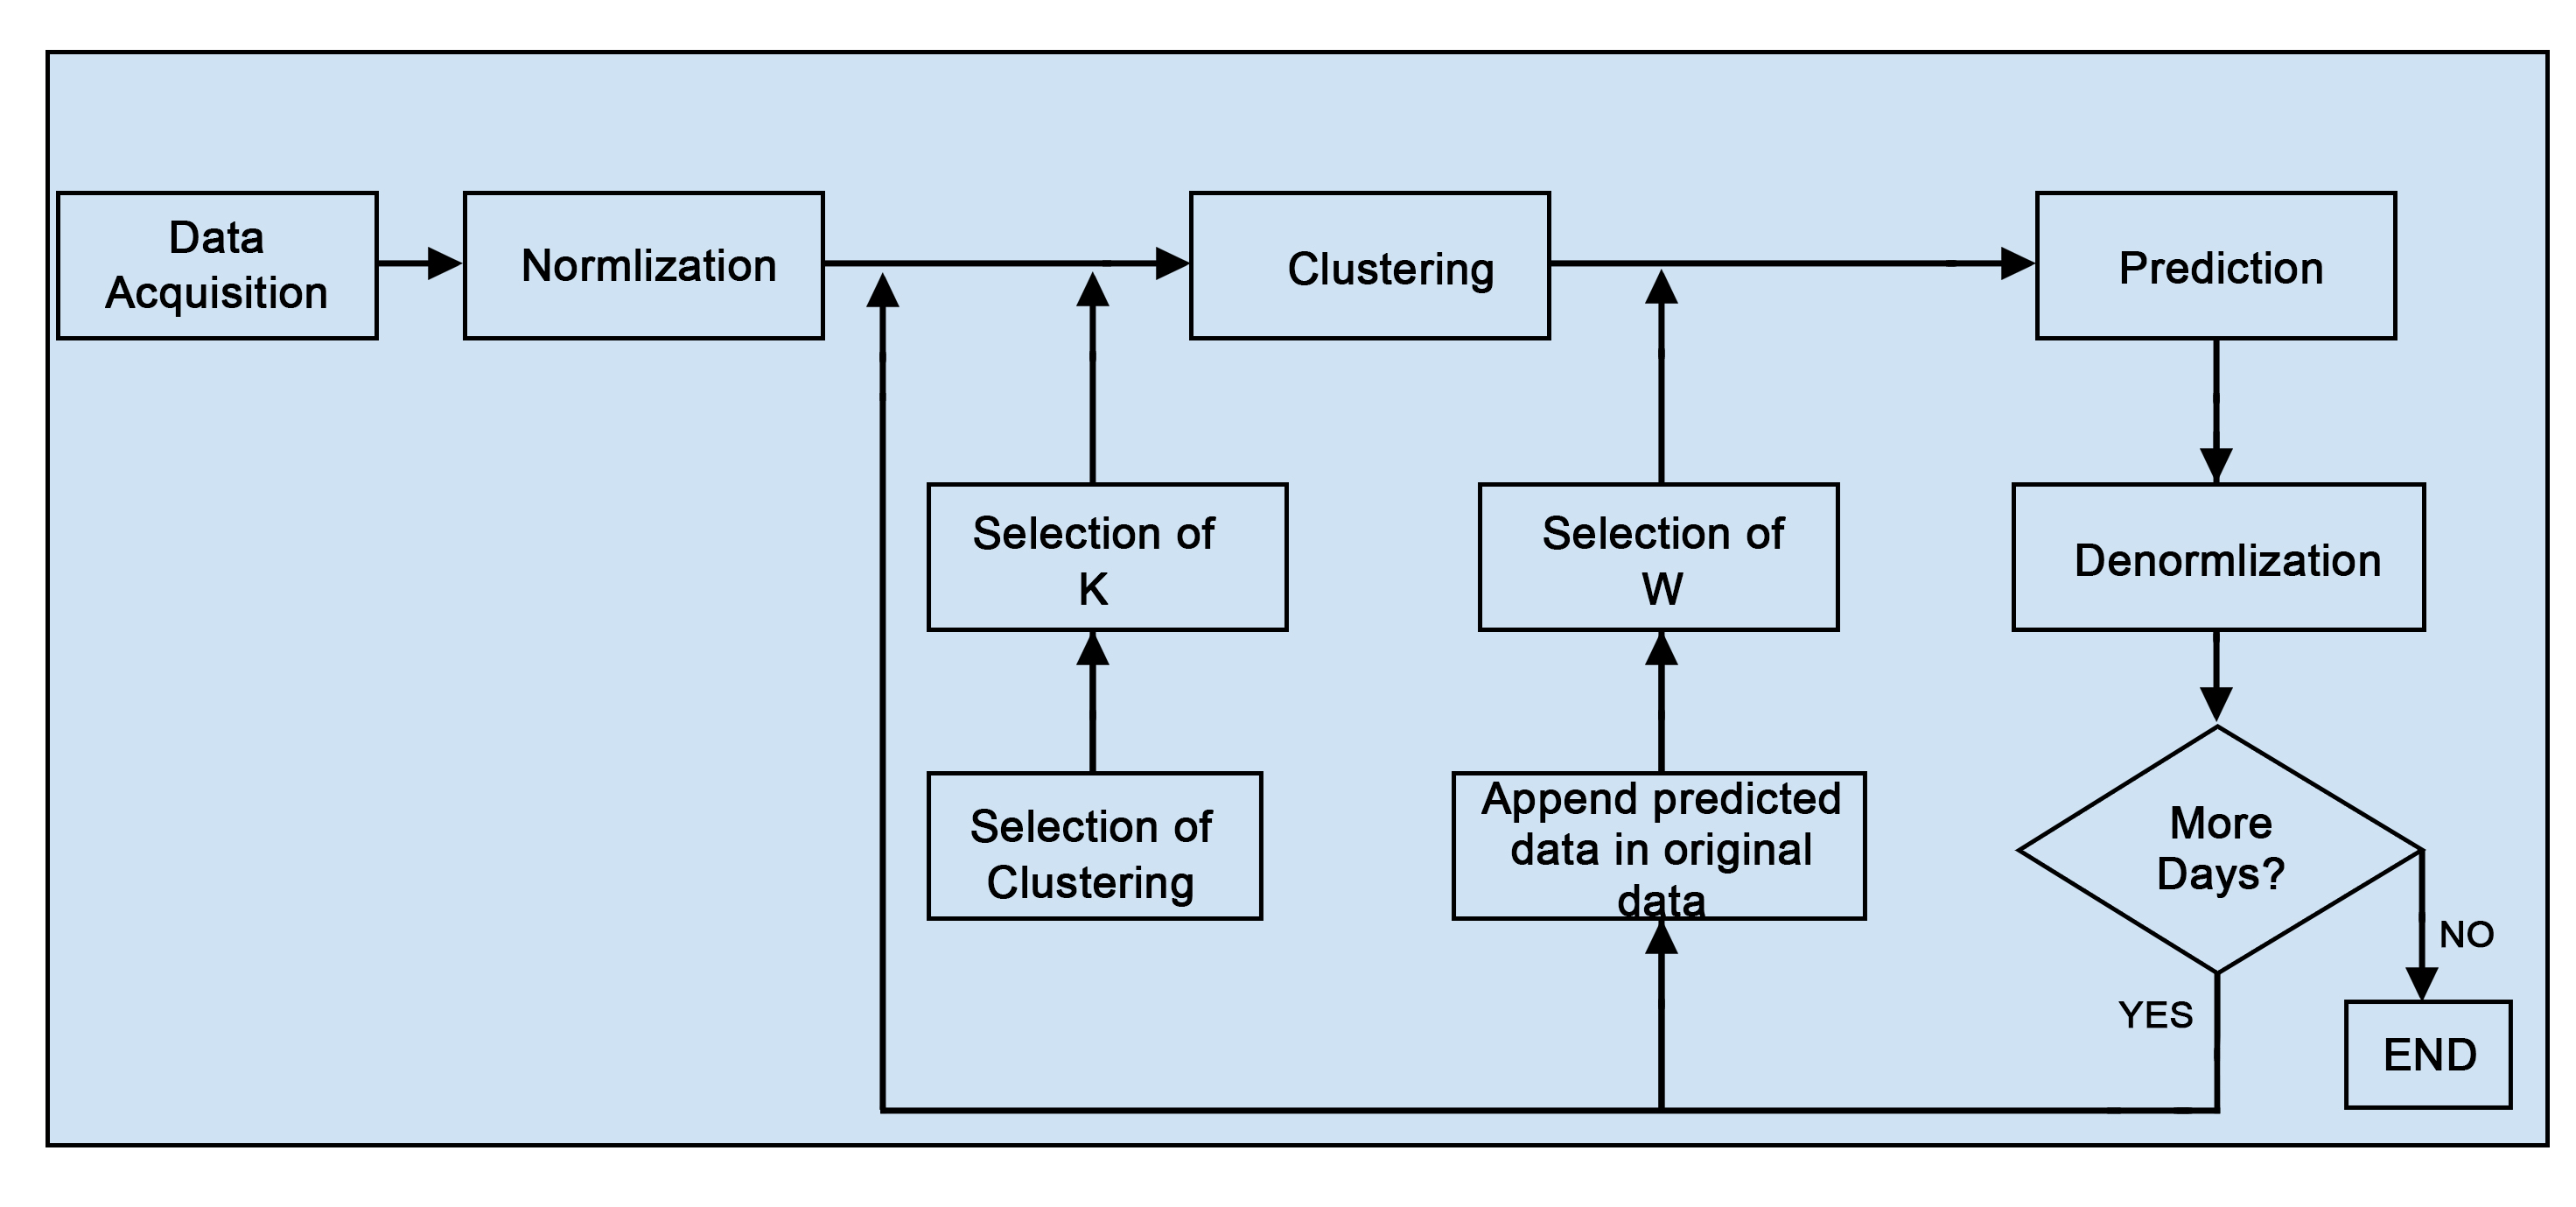 Data
Acquisition
Normlization
Clustering
Prediction
Selection of
K
Selection of
W
Denormlization
Selection of
Clustering
Append predicted
data in original
data
More
Days?
NO
YES
END